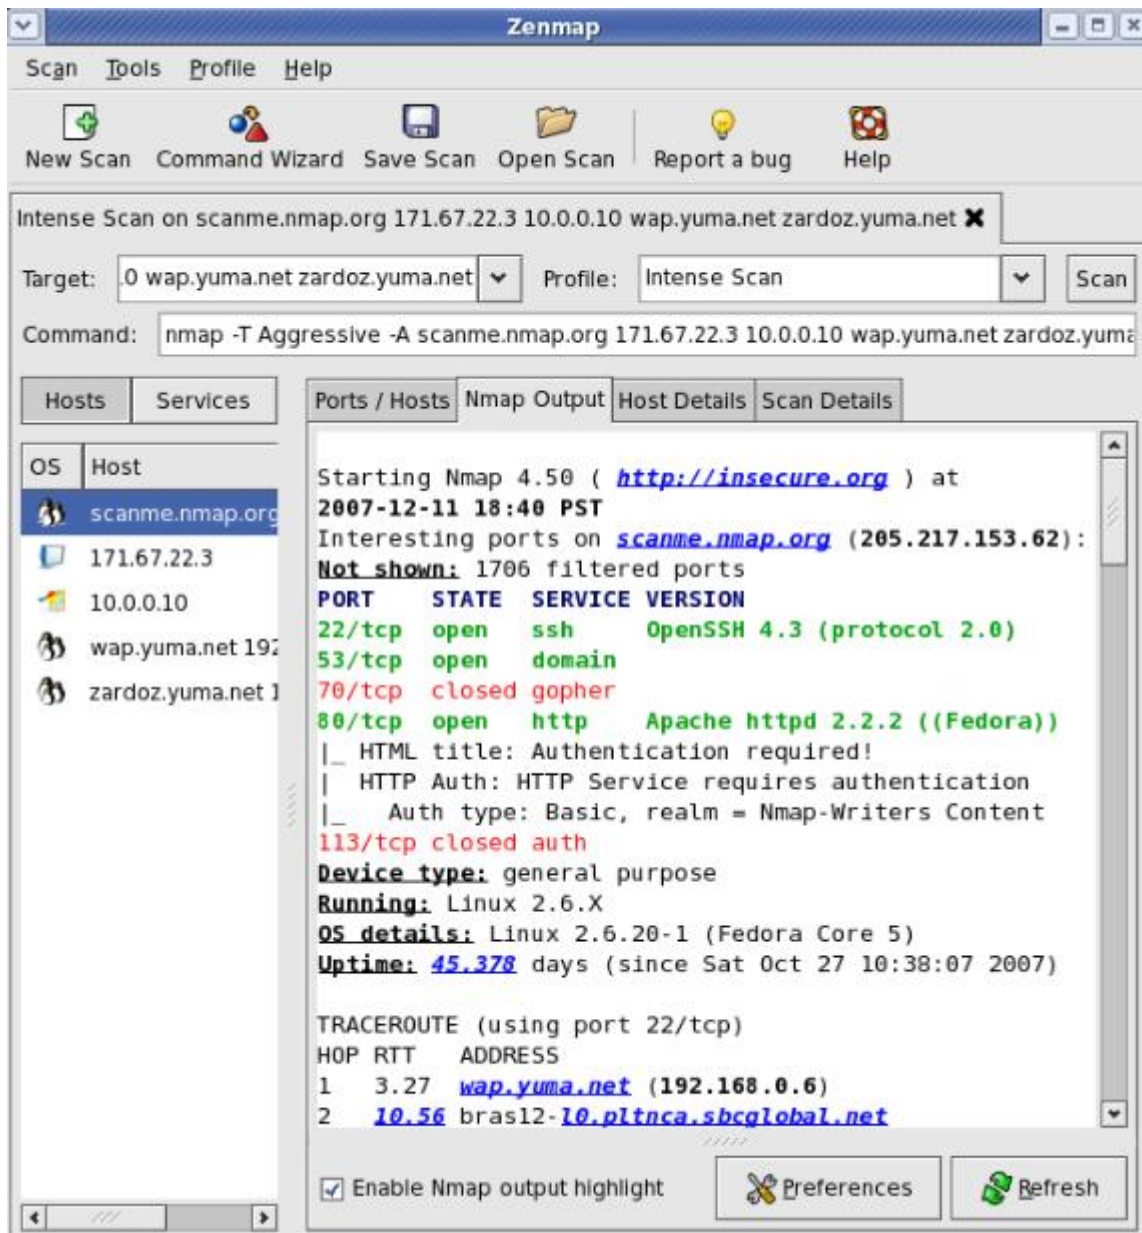 Zenmap
Scan Tools Profile Help
New Scan Command Wizard Save Scan Open Scan Report a bug Help
Intense Scan on scanme.nmap.org 171.67.22.3 10.0.0.10 wap.yuma.net zardoz.yuma.net
Target: .0 wap.yuma.net zardoz.yuma.net Profile: Intense Scan Scan
Command: nmap -T Aggressive -A scanme.nmap.org 171.67.22.3 10.0.0.10 wap.yuma.net zardoz.yuma
Hosts Services
OS Host
scanme.nmap.org
171.67.22.3
10.0.0.10
wap.yuma.net 192
zardoz.yuma.net 1
Ports / Hosts Nmap Output Host Details Scan Details
Starting Nmap 4.50 ( http://insecure.org ) at
2007-12-11 18:40 PST
Interesting ports on scanme.nmap.org (205.217.153.62):
Not shown: 1706 filtered ports
PORT STATE SERVICE VERSION
22/tcp open ssh OpenSSH 4.3 (protocol 2.0)
53/tcp open domain
70/tcp closed gopher
80/tcp open http Apache httpd 2.2.2 ((Fedora))
|_ HTML title: Authentication required!
| HTTP Auth: HTTP Service requires authentication
|_ Auth type: Basic, realm = Nmap-Writers Content
113/tcp closed auth
Device type: general purpose
Running: Linux 2.6.X
OS details: Linux 2.6.20-1 (Fedora Core 5)
Uptime: 45.378 days (since Sat Oct 27 10:38:07 2007)
TRACEROUTE (using port 22/tcp)
HOP RTT ADDRESS
1 3.27 wap.yuma.net (192.168.0.6)
2 10.56 bras12-l0.pltnca.sbcglobal.net
Enable Nmap output highlight Preferences Refresh